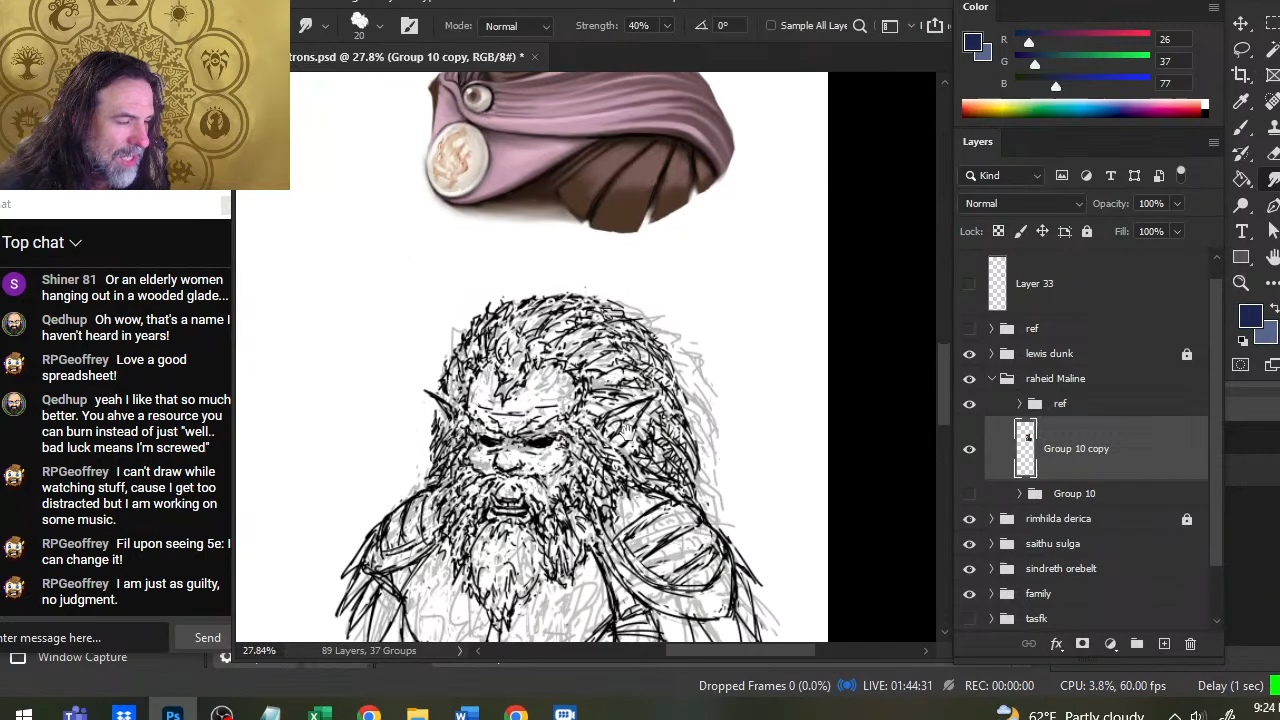 20
Mode:
Normal
Strength:
40%
0°
Sample All Layers
Color
trons.psd @ 27.8% (Group 10 copy, RGB/8#) *
R
26
G
37
B
77
Layers
Kind
Normal
Opacity:
100%
Lock:
Fill:
100%
Layer 33
ref
lewis dunk
raheid Maline
ref
Group 10 copy
Group 10
rimhilda derica
saithu sulga
sindreth orebelt
family
tasfk
fx
at
Top chat
S
Shiner 81 Or an elderly women
hanging out in a wooded glade...
Qedhup Oh wow, that's a name I
haven't heard in years!
RPGeoffrey Love a good
spreadsheet!
Qedhup yeah I like that so much
better. You ahve a resource you
can burn instead of just "well..
bad luck means I'm screwed"
RPGeoffrey I can't draw while
watching stuff, cause I get too
distracted but I am working on
some music.
RPGeoffrey Fil upon seeing 5e: I
can change it!
RPGeoffrey I am just as guilty,
no judgment.
nter message here...
Send
Window Capture
27.84%
89 Layers, 37 Groups
Dropped Frames 0 (0.0%)
LIVE: 01:44:31
REC: 00:00:00
CPU: 3.8%, 60.00 fps
Delay (1 sec)
Ps
62°F Partly cloudy
9:24